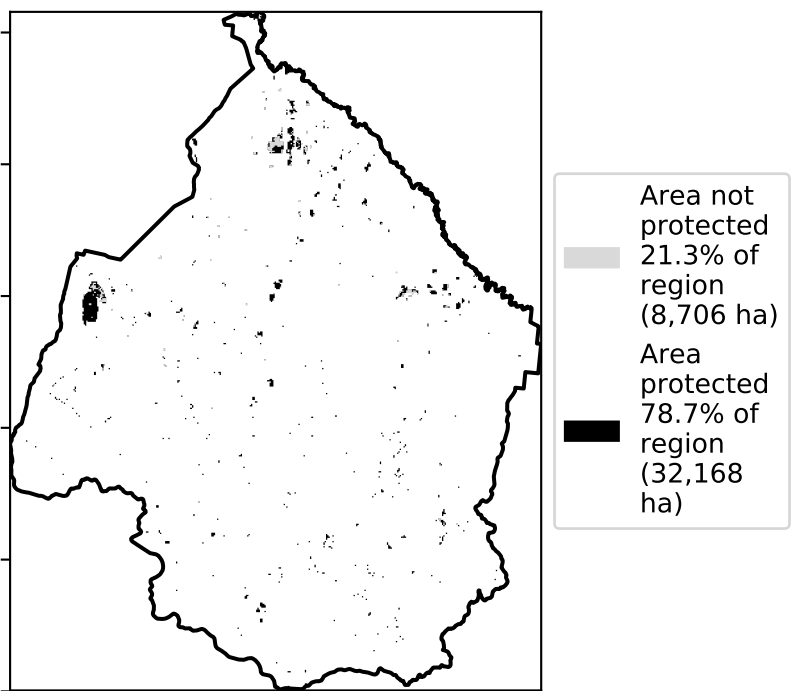 Area not
protected
21.3% of
region
(8,706 ha)
Area
protected
78.7% of
region
(32,168
ha)